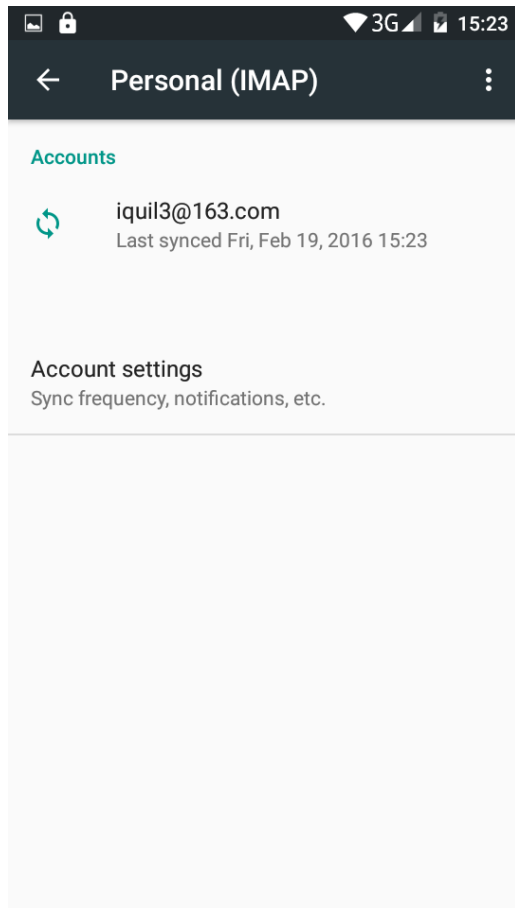 3G 15:23
Personal (IMAP)
Accounts
iquil3@163.com
Last synced Fri, Feb 19, 2016 15:23
Account settings
Sync frequency, notifications, etc.